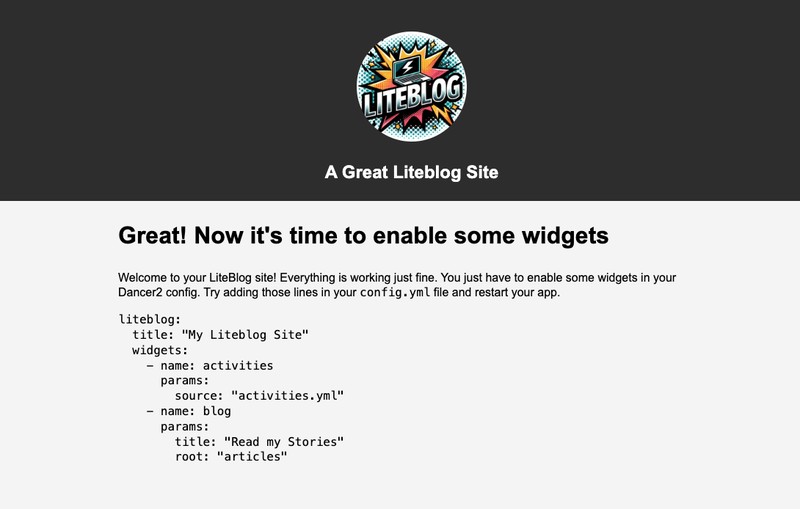 LITEBLOG
A Great Liteblog Site
Great! Now it's time to enable some widgets
Welcome to your LiteBlog site! Everything is working just fine. You just have to enable some widgets in your
Dancer2 config. Try adding those lines in your config.yml file and restart your app.
liteblog:
  title: "My Liteblog Site"
  widgets:
    – name: activities
      params:
        source: "activities.yml"
    – name: blog
      params:
        title: "Read my Stories"
        root: "articles"